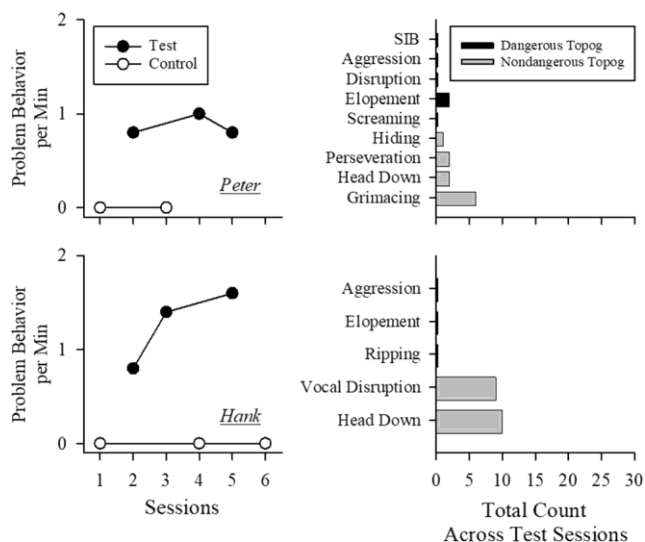 2
Test
Control
1
0
Problem Behavior
per Min
Peter
SIB
Aggression
Disruption
Elopement
Screaming
Hiding
Perseveration
Head Down
Grimacing
Dangerous Topog
Nondangerous Topog
2
1
0
Problem Behavior
per Min
Hank
1 2 3 4 5 6
Sessions
Aggression
Elopement
Ripping
Vocal Disruption
Head Down
0 5 10 15 20 25 30
Total Count
Across Test Sessions